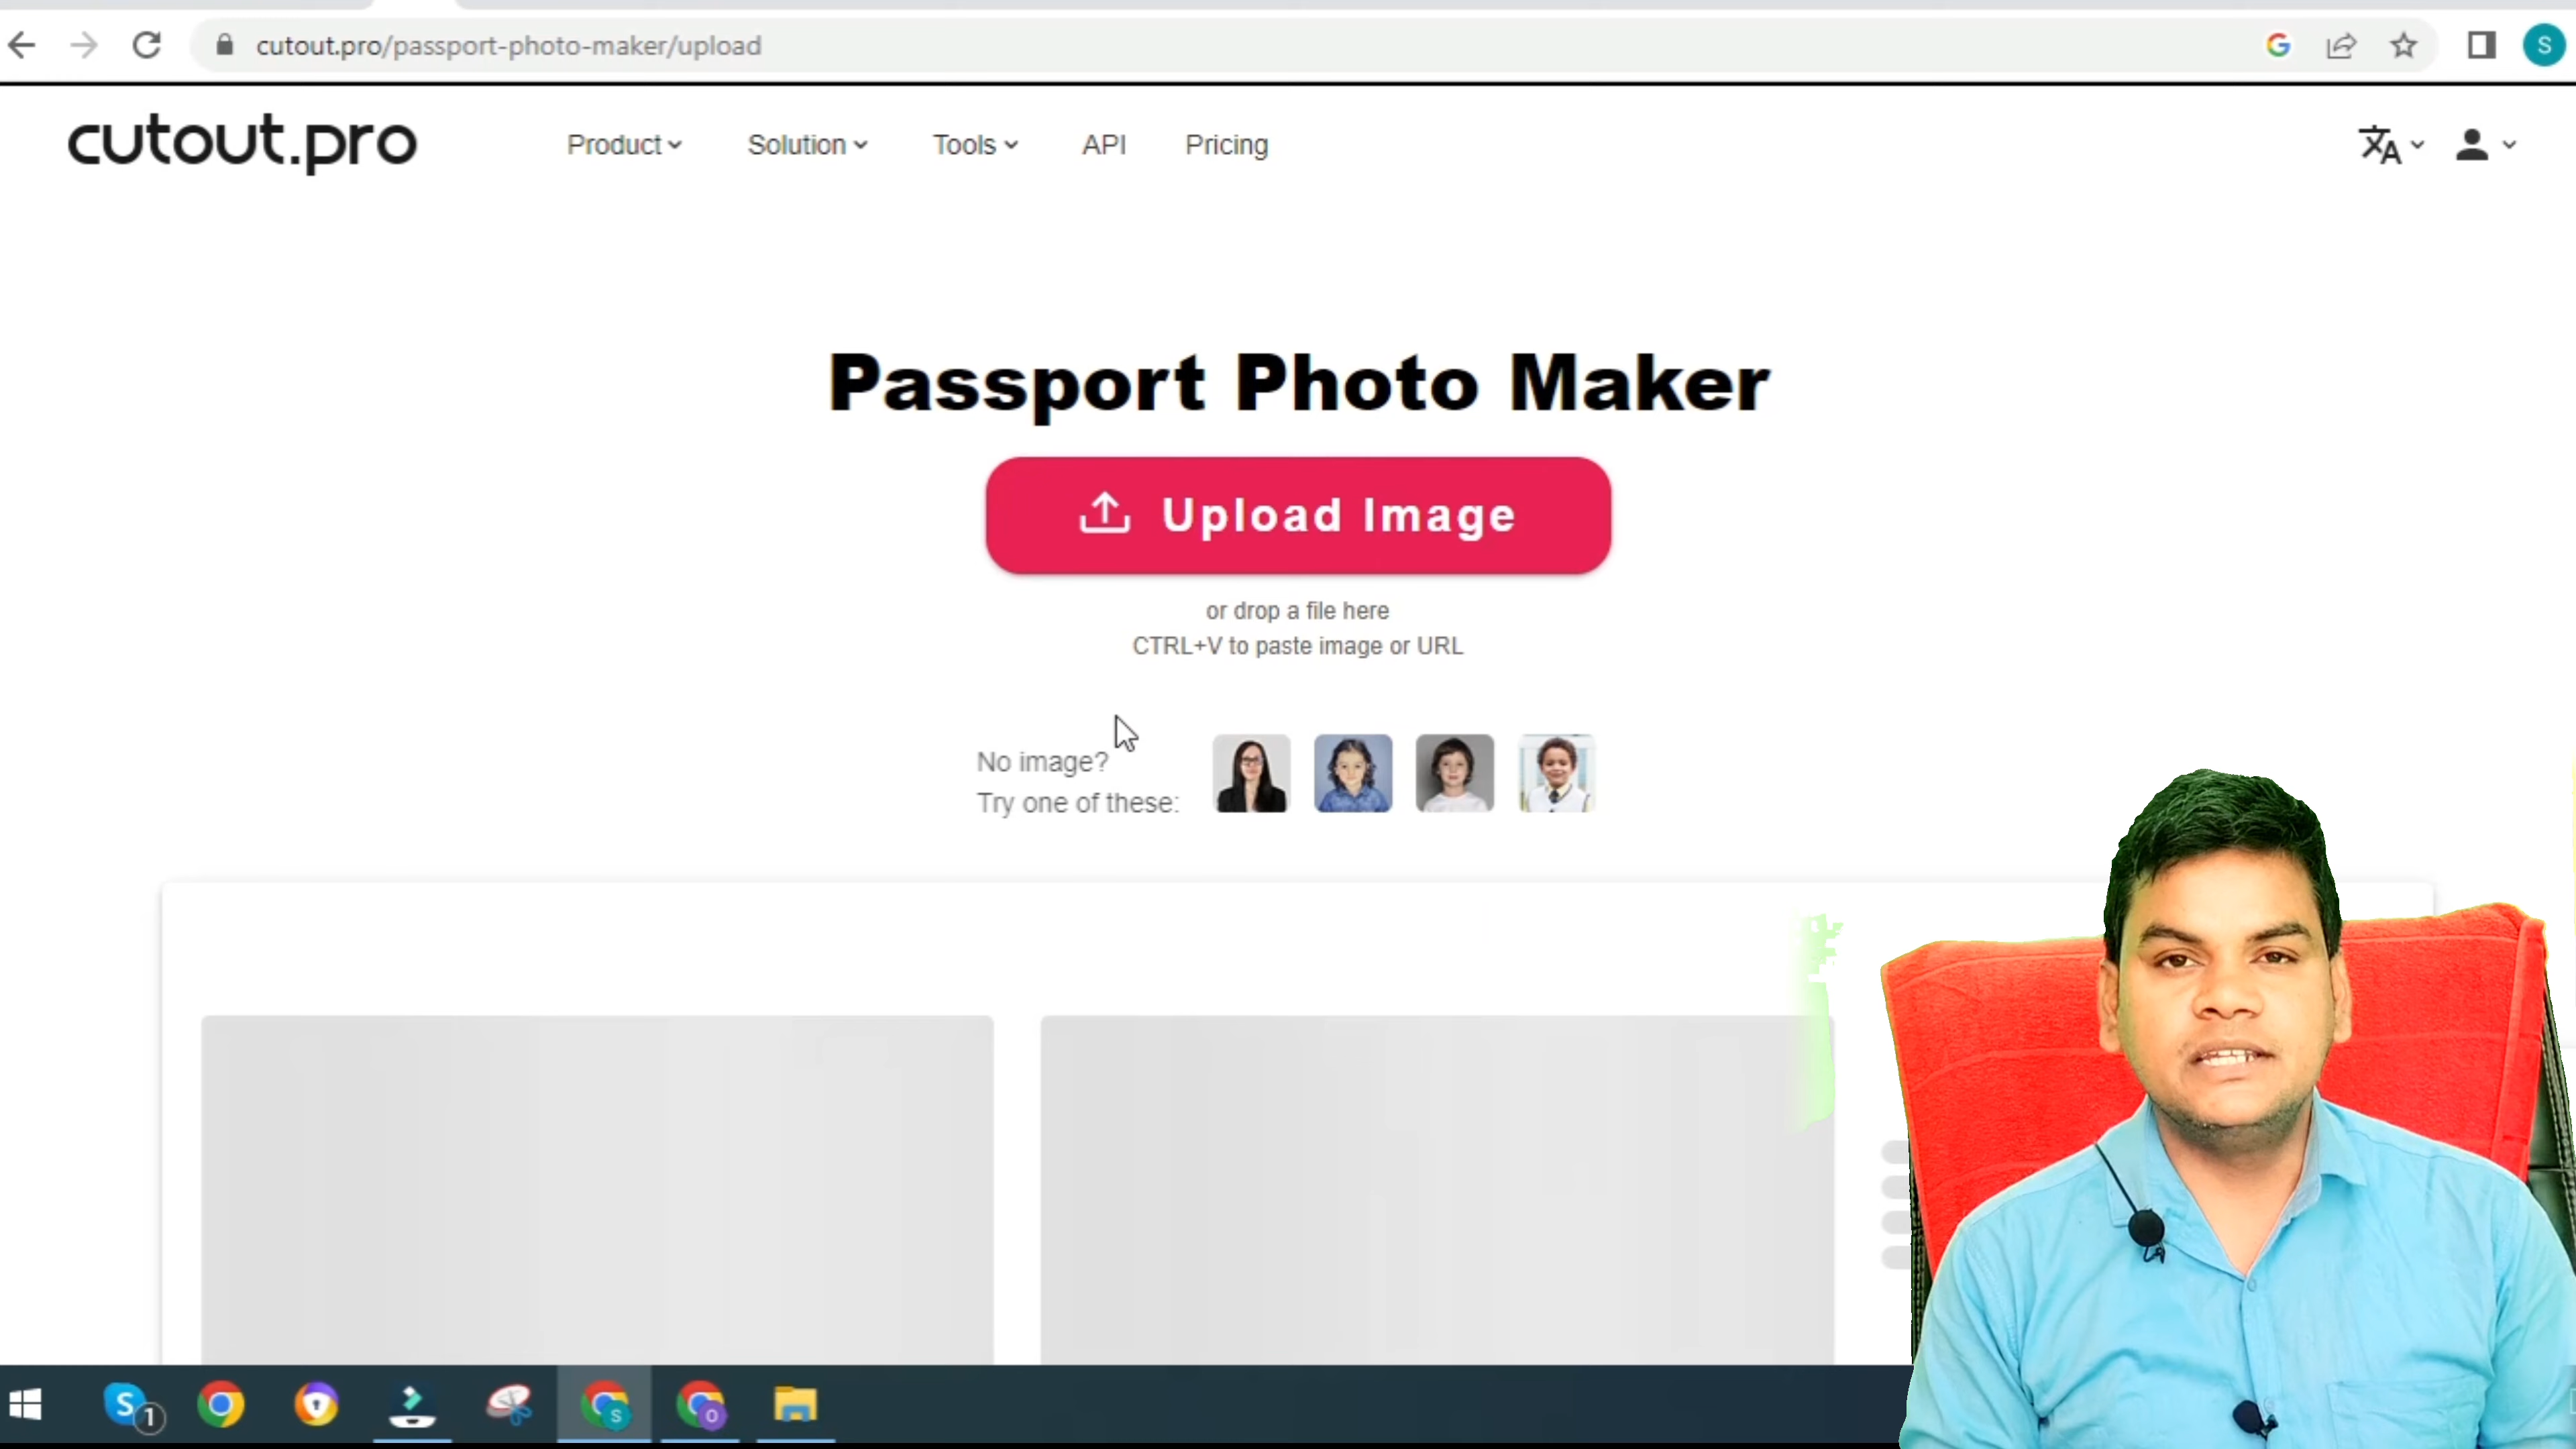 cutout.pro/passport-photo-maker/upload
S
cutout.pro
Product
Solution
Tools
API
Pricing
Passport Photo Maker
Upload Image
or drop a file here
CTRL+V to paste image or URL
No image?
Try one of these:
S 1
S
O